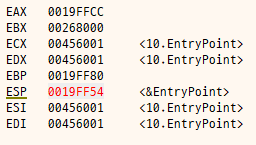 EAX 0019FFCC
EBX 00268000
ECX 00456001 <10.EntryPoint>
EDX 00456001 <10.EntryPoint>
EBP 0019FF80
ESP 0019FF54 <&EntryPoint>
ESI 00456001 <10.EntryPoint>
EDI 00456001 <10.EntryPoint>